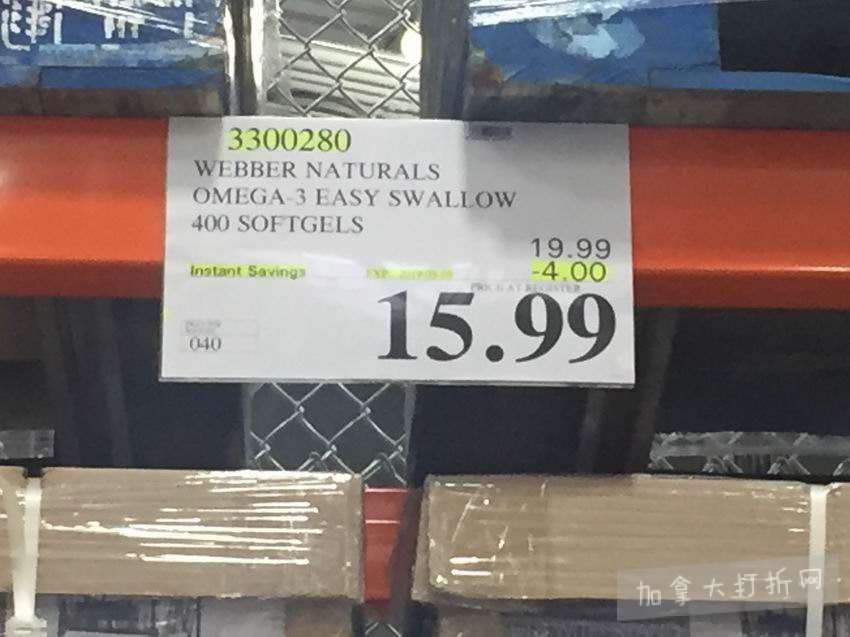 3300280
WEBBER NATURALS
OMEGA-3 EASY SWALLOW
400 SOFTGELS
19.99
Instant Savings
-4.00
PRICE AT REGISTER
15.99
040
加拿大打折网